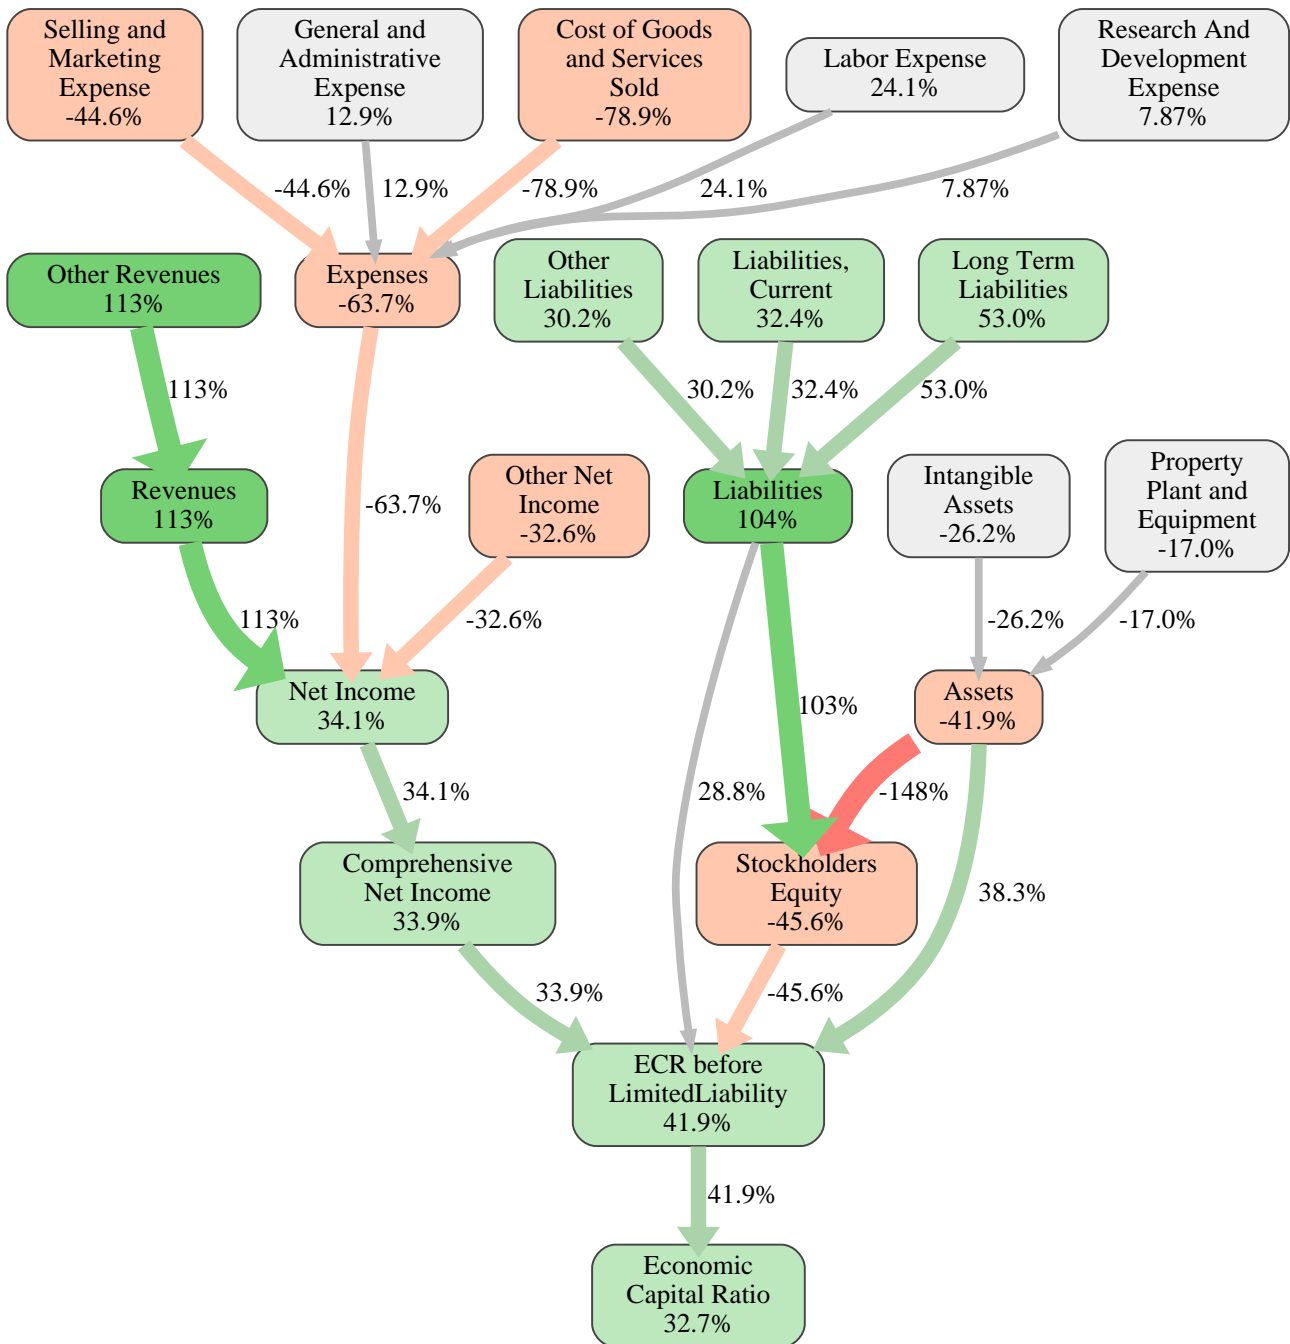 Selling and
Marketing
Expense
-44.6%
General and
Administrative
Expense
12.9%
Cost of Goods
and Services
Sold
-78.9%
Labor Expense
24.1%
Research And
Development
Expense
7.87%
-44.6%
12.9%
-78.9%
24.1%
7.87%
Other Revenues
113%
Expenses
-63.7%
Other
Liabilities
30.2%
Liabilities,
Current
32.4%
Long Term
Liabilities
53.0%
113%
30.2%
32.4%
53.0%
Revenues
113%
-63.7%
Other Net
Income
-32.6%
Liabilities
104%
Intangible
Assets
-26.2%
Property
Plant and
Equipment
-17.0%
113%
-32.6%
-26.2%
-17.0%
Net Income
34.1%
103%
Assets
-41.9%
34.1%
28.8%
-148%
Comprehensive
Net Income
33.9%
Stockholders
Equity
-45.6%
38.3%
33.9%
-45.6%
ECR before
LimitedLiability
41.9%
41.9%
Economic
Capital Ratio
32.7%